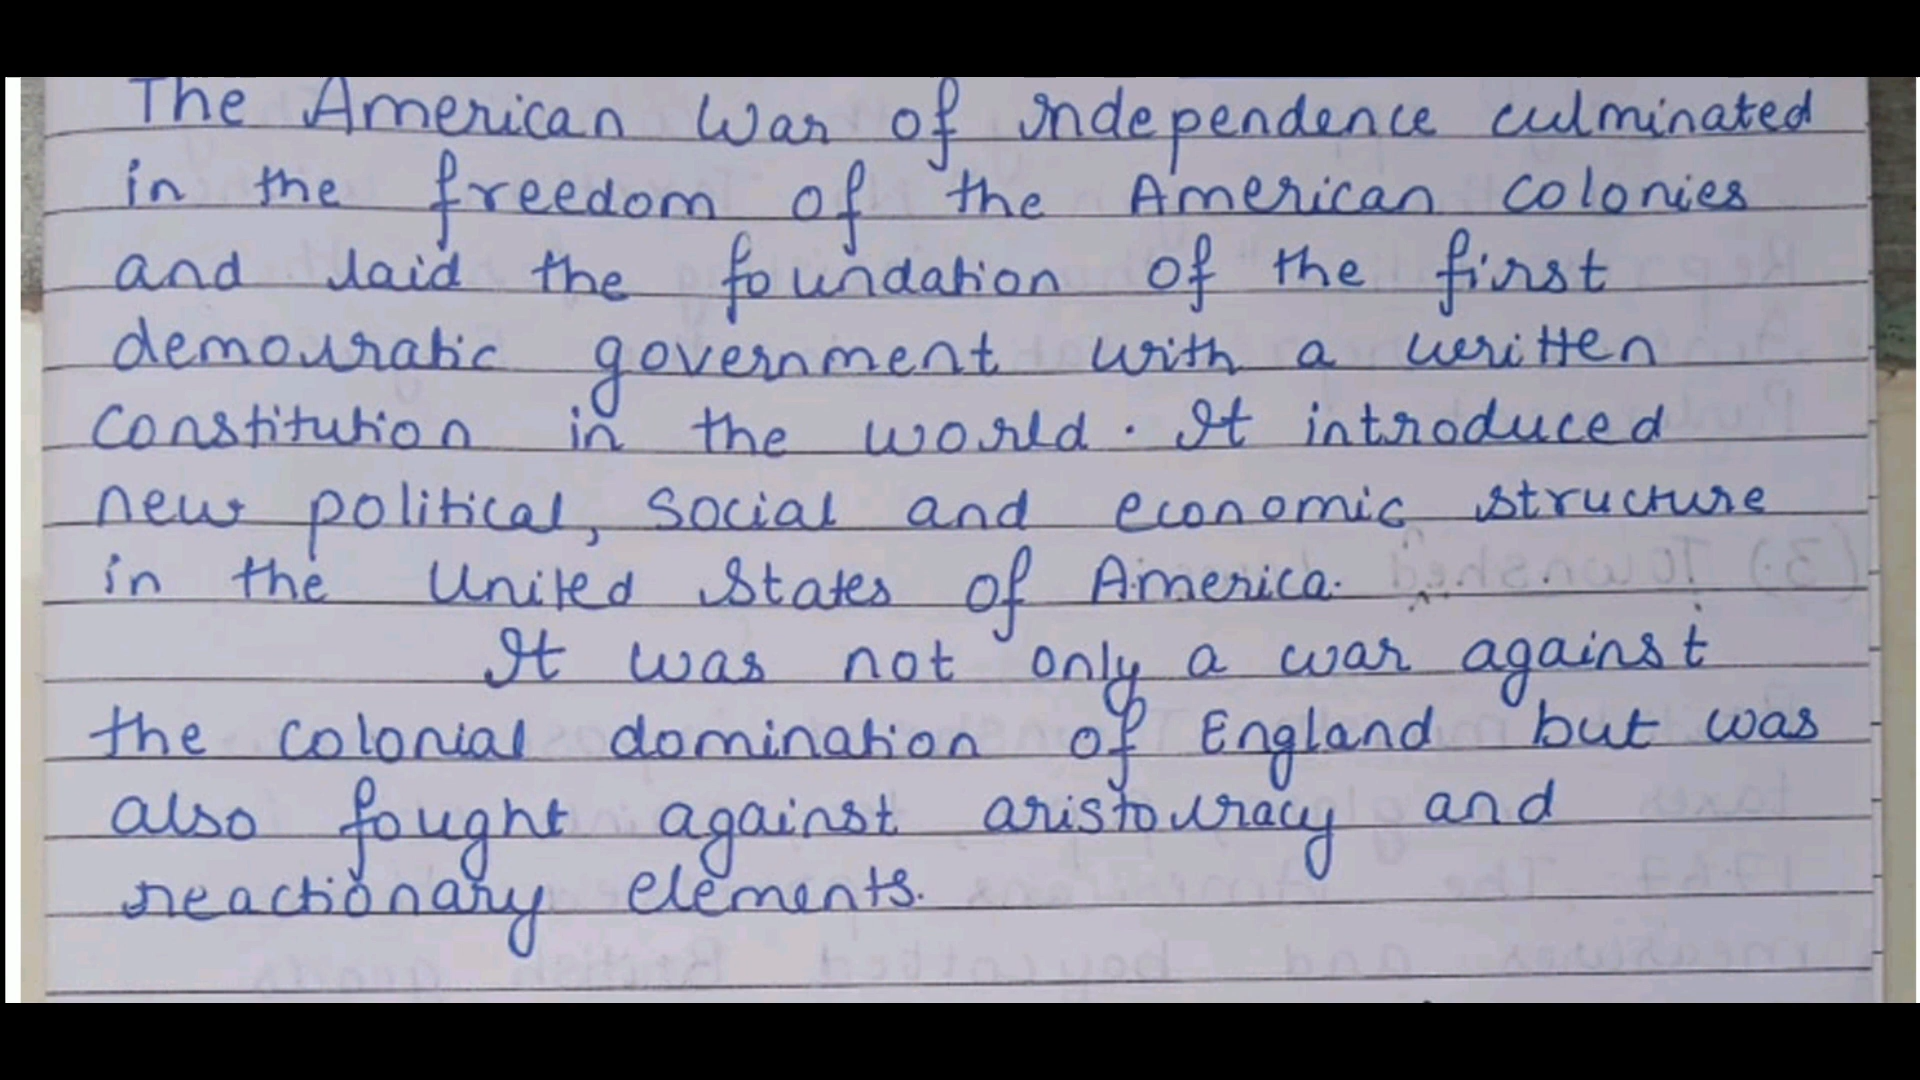 The American War of independence culminated
in the freedom of the American colonies
and laid the foundation of the first
democratic government with a written
constitution in the world. It introduced
new political, social and economic structure
in the United States of America.
It was not only a war against
the colonial domination of England but was
also fought against aristocracy and
reactionary elements.